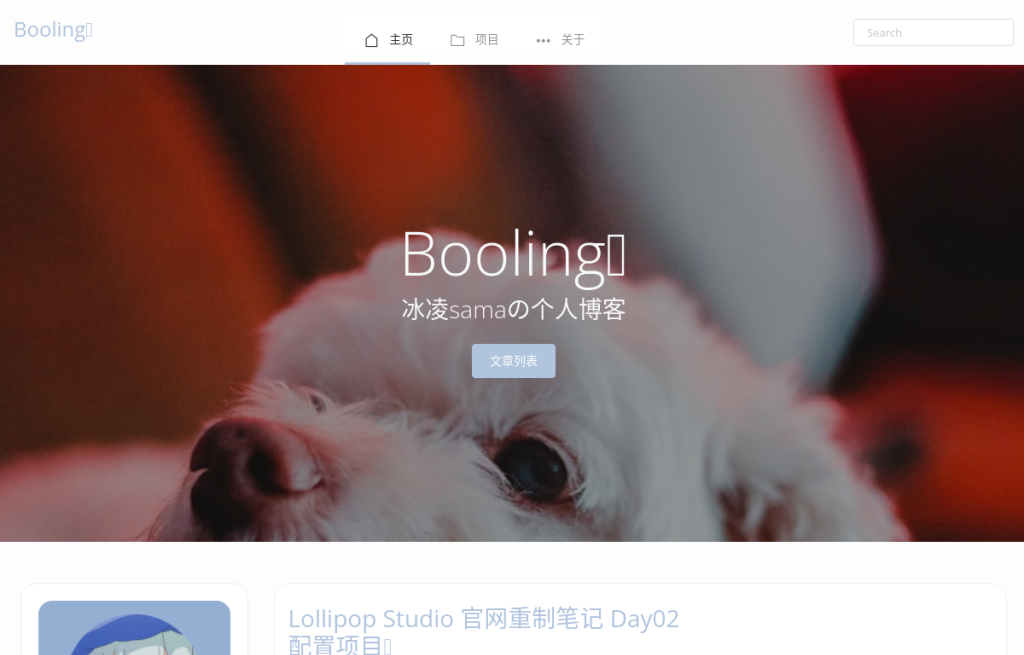 Booling
主页
项目
关于
Search
Booling
冰凌samaの个人博客
文章列表
Lollipop Studio 官网重制笔记 Day02
配置项目